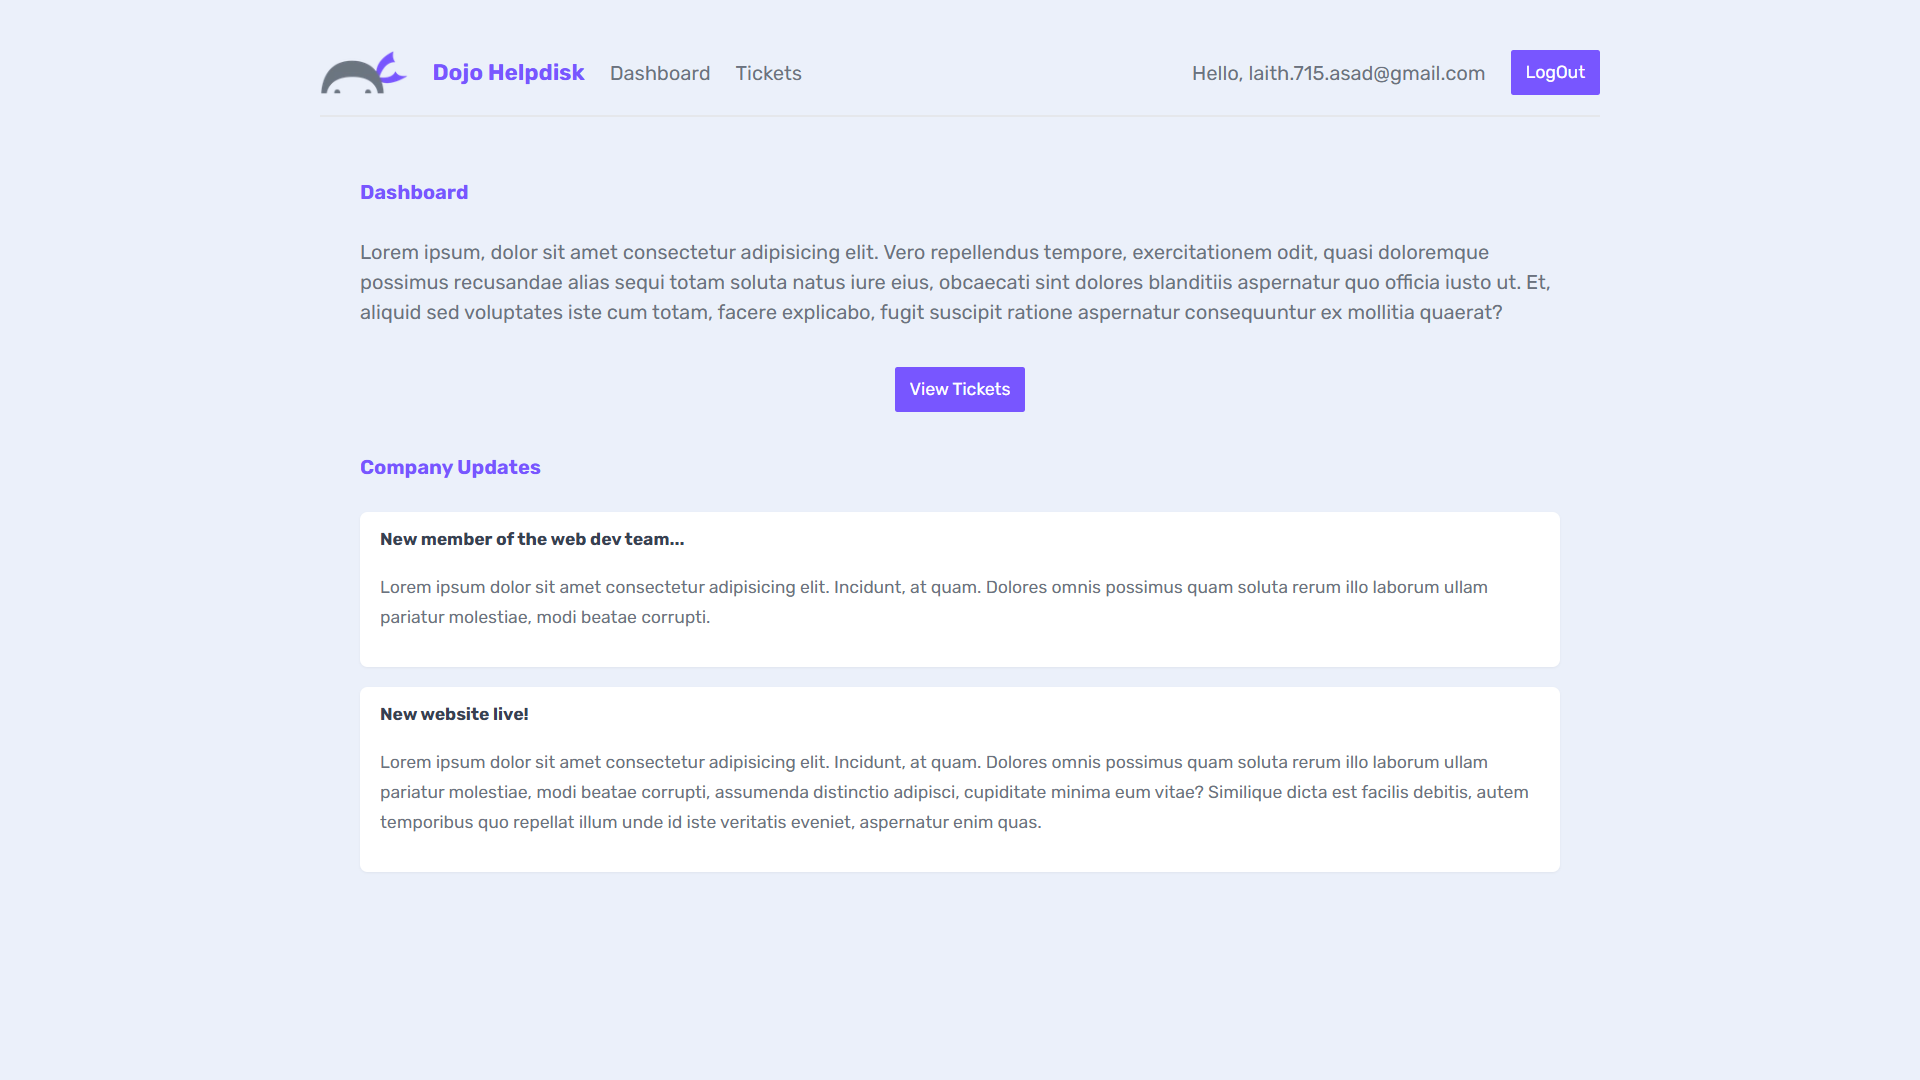 Dojo Helpdisk Dashboard Tickets Hello, laith.715.asad@gmail.com LogOut
Dashboard
Lorem ipsum, dolor sit amet consectetur adipisicing elit. Vero repellendus tempore, exercitationem odit, quasi doloremque
possimus recusandae alias sequi totam soluta natus iure eius, obcaecati sint dolores blanditiis aspernatur quo officia iusto ut. Et,
aliquid sed voluptates iste cum totam, facere explicabo, fugit suscipit ratione aspernatur consequuntur ex mollitia quaerat?
View Tickets
Company Updates
New member of the web dev team...
Lorem ipsum dolor sit amet consectetur adipisicing elit. Incidunt, at quam. Dolores omnis possimus quam soluta rerum illo laborum ullam
pariatur molestiae, modi beatae corrupti.
New website live!
Lorem ipsum dolor sit amet consectetur adipisicing elit. Incidunt, at quam. Dolores omnis possimus quam soluta rerum illo laborum ullam
pariatur molestiae, modi beatae corrupti, assumenda distinctio adipisci, cupiditate minima eum vitae? Similique dicta est facilis debitis, autem
temporibus quo repellat illum unde id iste veritatis eveniet, aspernatur enim quas.